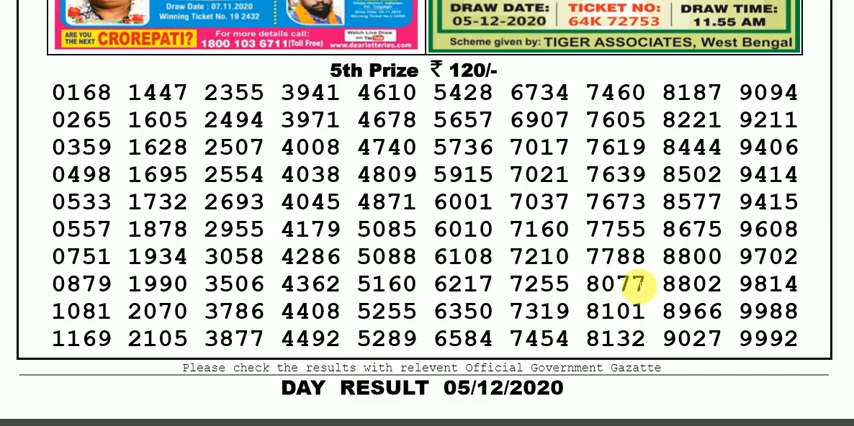 Draw Date : 07.11.2020
Winning Ticket No. 19 2432
ARE YOU THE NEXT CROREPATI?
For more details call:
1800 103 6711 (Toll Free)
Watch Live Draw
on You Tube
www.dearlotteries.com
DRAW DATE: TICKET NO: DRAW TIME:
05-12-2020 64K 72753 11.55 AM
Scheme given by: TIGER ASSOCIATES, West Bengal
5th Prize ₹ 120/-
0168 1447 2355 3941 4610 5428 6734 7460 8187 9094
0265 1605 2494 3971 4678 5657 6907 7605 8221 9211
0359 1628 2507 4008 4740 5736 7017 7619 8444 9406
0498 1695 2554 4038 4809 5915 7021 7639 8502 9414
0533 1732 2693 4045 4871 6001 7037 7673 8577 9415
0557 1878 2955 4179 5085 6010 7160 7755 8675 9608
0751 1934 3058 4286 5088 6108 7210 7788 8800 9702
0879 1990 3506 4362 5160 6217 7255 8077 8802 9814
1081 2070 3786 4408 5255 6350 7319 8101 8966 9988
1169 2105 3877 4492 5289 6584 7454 8132 9027 9992
Please check the results with relevent Official Government Gazatte
DAY RESULT 05/12/2020